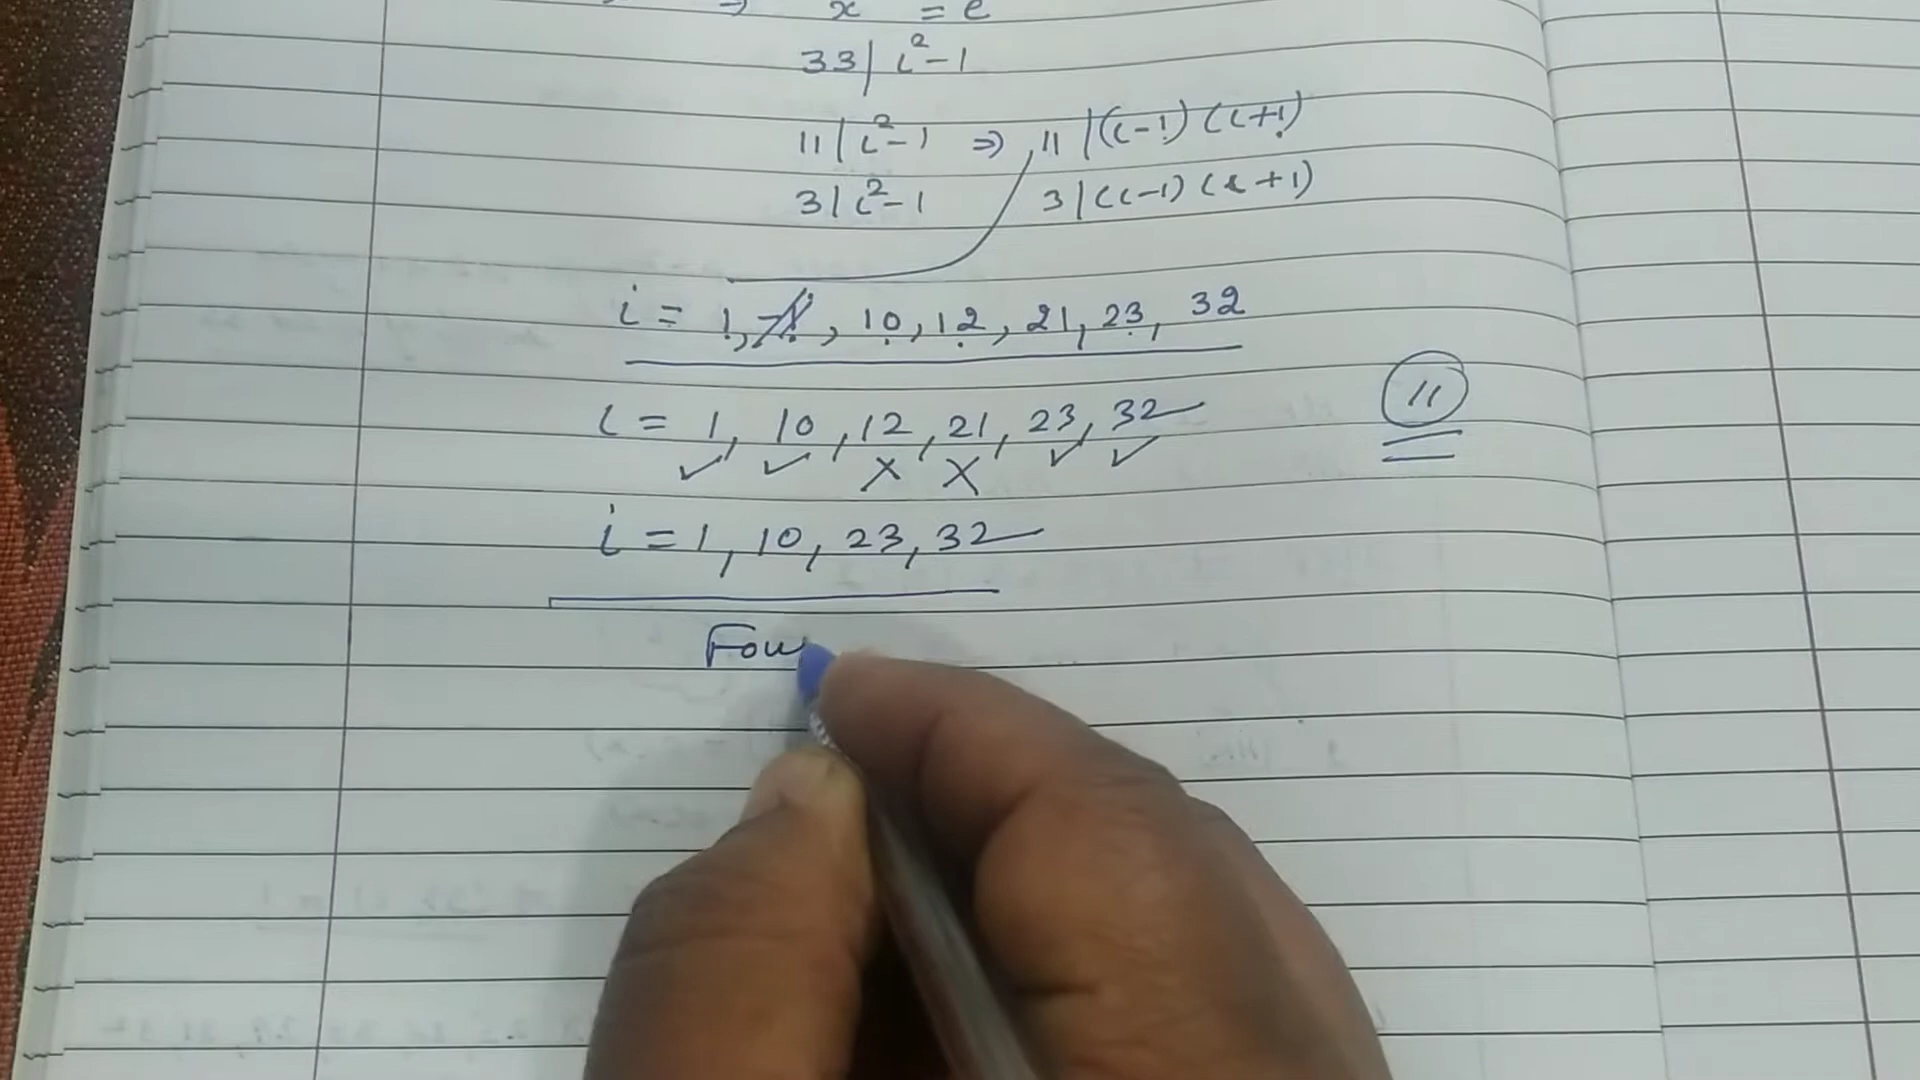 ⇒ x = e
33 | i²-1
11 | i²-1 ⇒ 11 | (i-1) (i+1)
3 | i²-1 3 | (i-1) (i+1)
i = 1, 10, 12, 21, 23, 32
i = 1, 10, 12, 21, 23, 32
11
✓ ✓ X X ✓ ✓
i = 1, 10, 23, 32
Fou